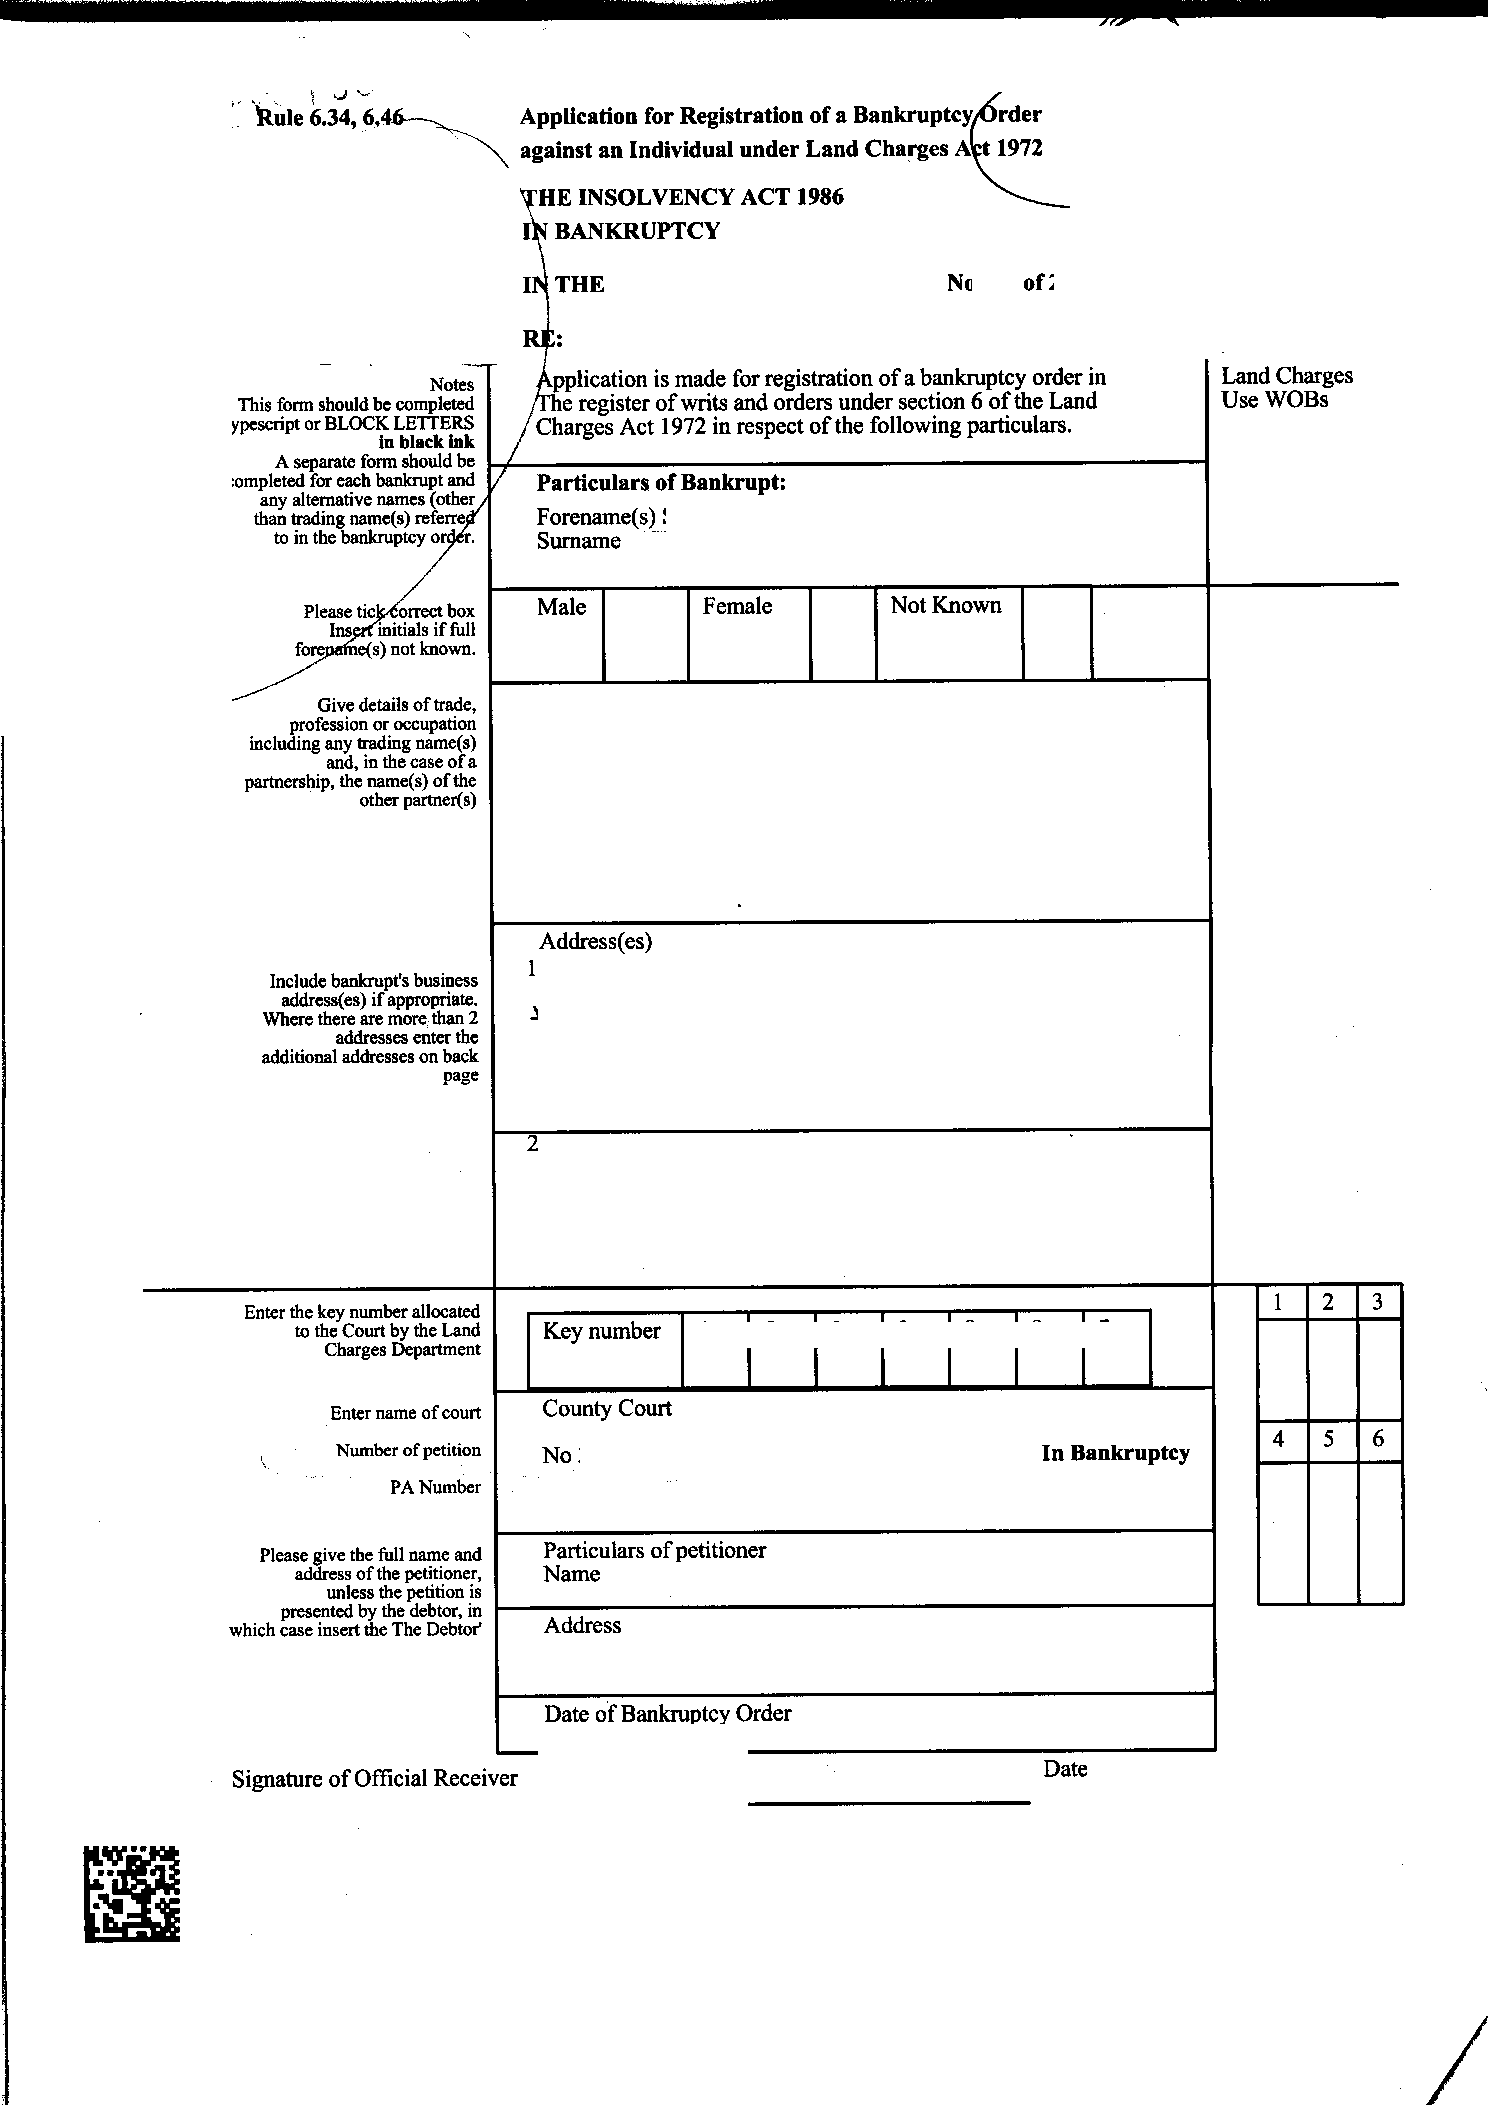 Rule 6.34, 6,46
Application for Registration of a Bankruptcy Order
against an Individual under Land Charges Act 1972
THE INSOLVENCY ACT 1986
IN BANKRUPTCY
IN THE No of
RE:
Notes
This form should be completed
ypescript or BLOCK LETTERS
in black ink
A separate form should be
ompleted for each bankrupt and
any alternative names (other
than trading name(s) referred
to in the bankruptcy order.
Application is made for registration of a bankruptcy order in
The register of writs and orders under section 6 of the Land
Charges Act 1972 in respect of the following particulars.
Land Charges
Use WOBs
Particulars of Bankrupt:
Forename(s)
Surname
Please tick correct box
Insert initials if full
forename(s) not known.
Male Female Not Known
Give details of trade,
profession or occupation
including any trading name(s)
and, in the case of a
partnership, the name(s) of the
other partner(s)
Address(es)
1
Include bankrupt's business
address(es) if appropriate.
Where there are more than 2
addresses enter the
additional addresses on back
page
2
Enter the key number allocated
to the Court by the Land
Charges Department
Key number
1 2 3
Enter name of court
County Court
Number of petition
No
In Bankruptcy
4 5 6
PA Number
Please give the full name and
address of the petitioner,
unless the petition is
presented by the debtor, in
which case insert the The Debtor'
Particulars of petitioner
Name
Address
Date of Bankruptcy Order
Signature of Official Receiver
Date